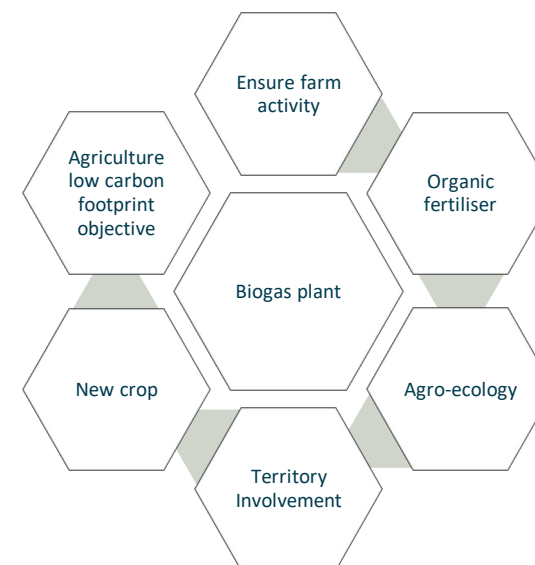 Ensure farm
activity
Agriculture
low carbon
footprint
objective
Organic
fertiliser
Biogas plant
New crop
Agro-ecology
Territory
Involvement